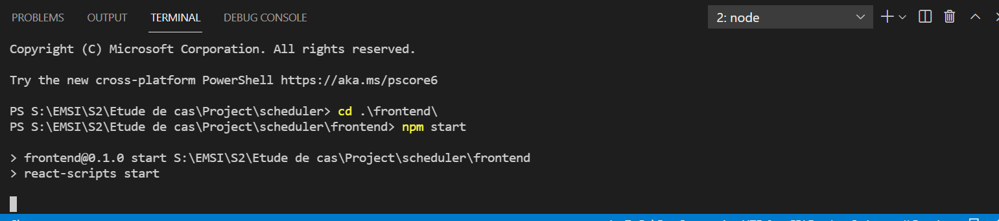 PROBLEMS OUTPUT TERMINAL DEBUG CONSOLE 2: node
Copyright (C) Microsoft Corporation. All rights reserved.
Try the new cross-platform PowerShell https://aka.ms/pscore6
PS S:\EMSI\S2\Etude de cas\Project\scheduler> cd .\frontend\
PS S:\EMSI\S2\Etude de cas\Project\scheduler\frontend> npm start
> frontend@0.1.0 start S:\EMSI\S2\Etude de cas\Project\scheduler\frontend
> react-scripts start